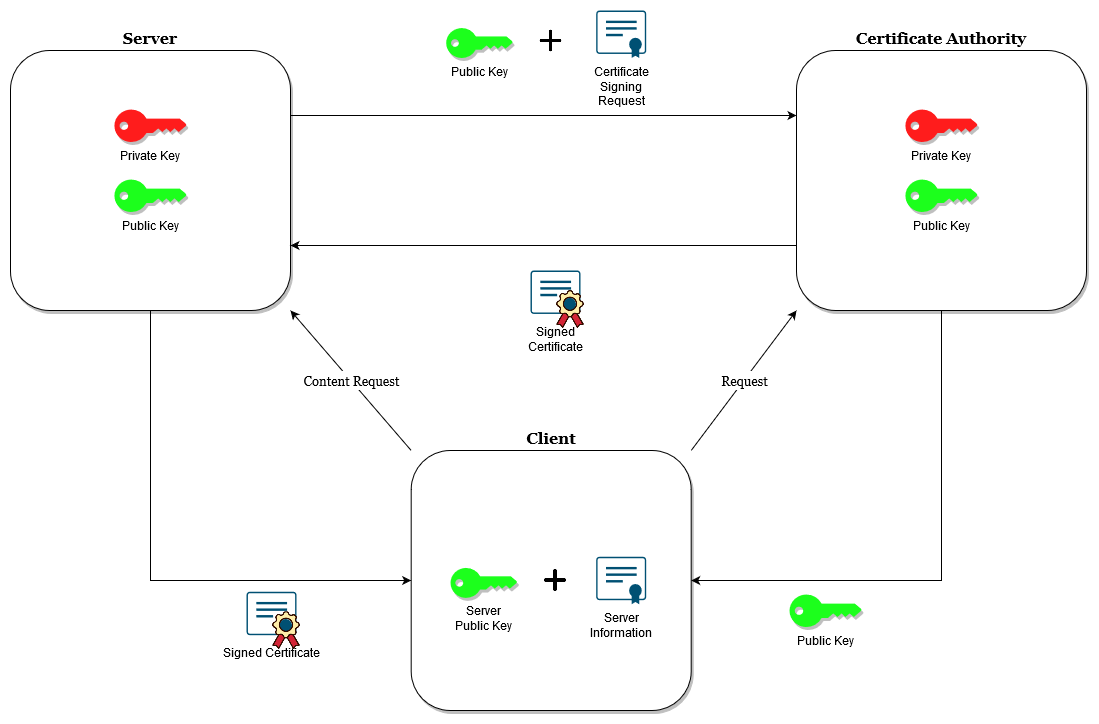 Server
Certificate Authority
Public Key
Certificate
Signing
Request
Private Key
Public Key
Private Key
Public Key
Signed
Certificate
Content Request
Request
Client
Server
Public Key
Server
Information
Signed Certificate
Public Key